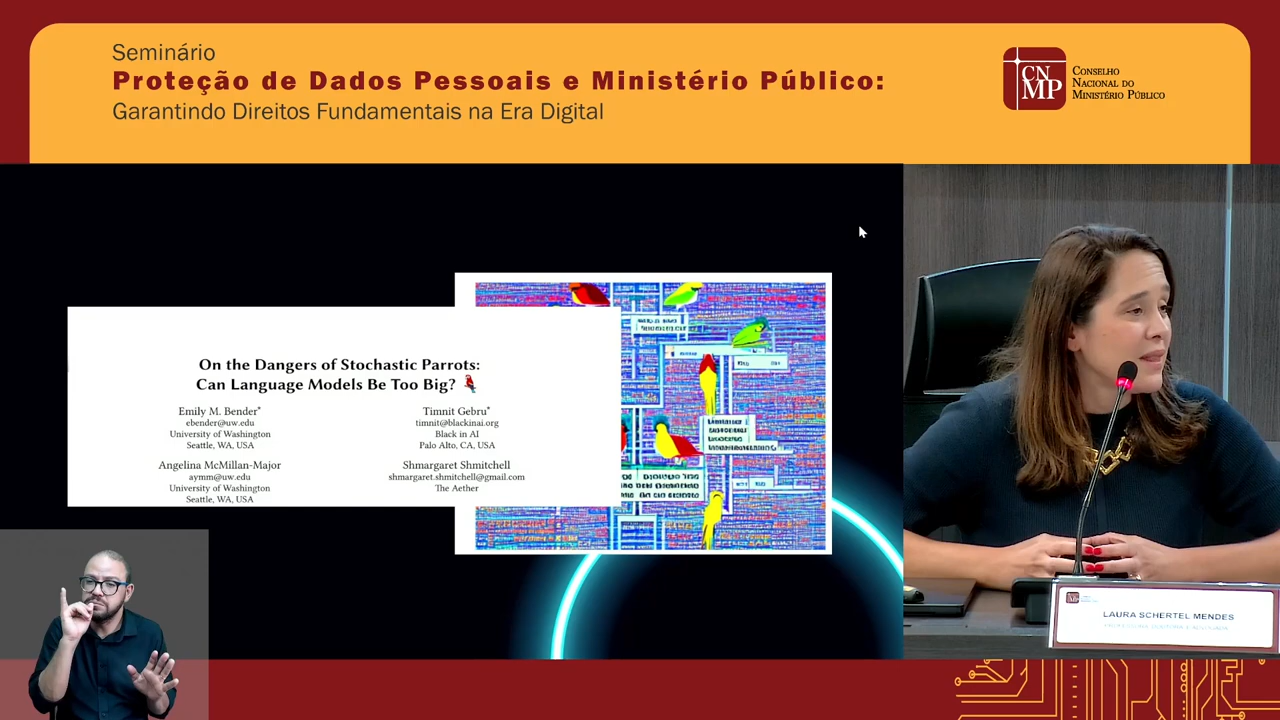 Seminário
Proteção de Dados Pessoais e Ministério Público:
Garantindo Direitos Fundamentais na Era Digital
CN
MP
Conselho
Nacional do
Ministério Público
On the Dangers of Stochastic Parrots:
Can Language Models Be Too Big? 🦜
Emily M. Bender*
ebender@uw.edu
University of Washington
Seattle, WA, USA
Timnit Gebru*
timnit@blackinai.org
Black in AI
Palo Alto, CA, USA
Angelina McMillan-Major
aymm@uw.edu
University of Washington
Seattle, WA, USA
Shmargaret Shmitchell
shmargaret.shmitchell@gmail.com
The Aether
LAURA SCHERTEL MENDES